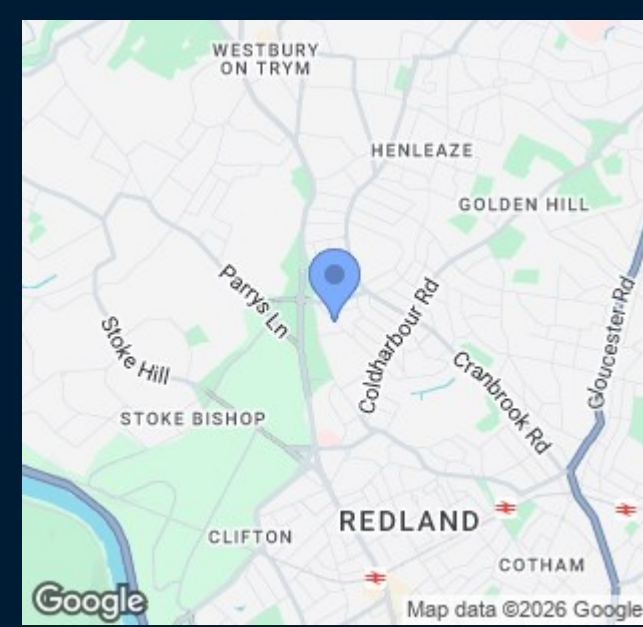 WESTBURY
ON TRYM
HENLEAZE
GOLDEN HILL
Parrys Ln
Coldharbour Rd
Gloucester Rd
Stoke Hill
Cranbrook Rd
STOKE BISHOP
REDLAND
CLIFTON
COTHAM
Google
Map data ©2026 Google